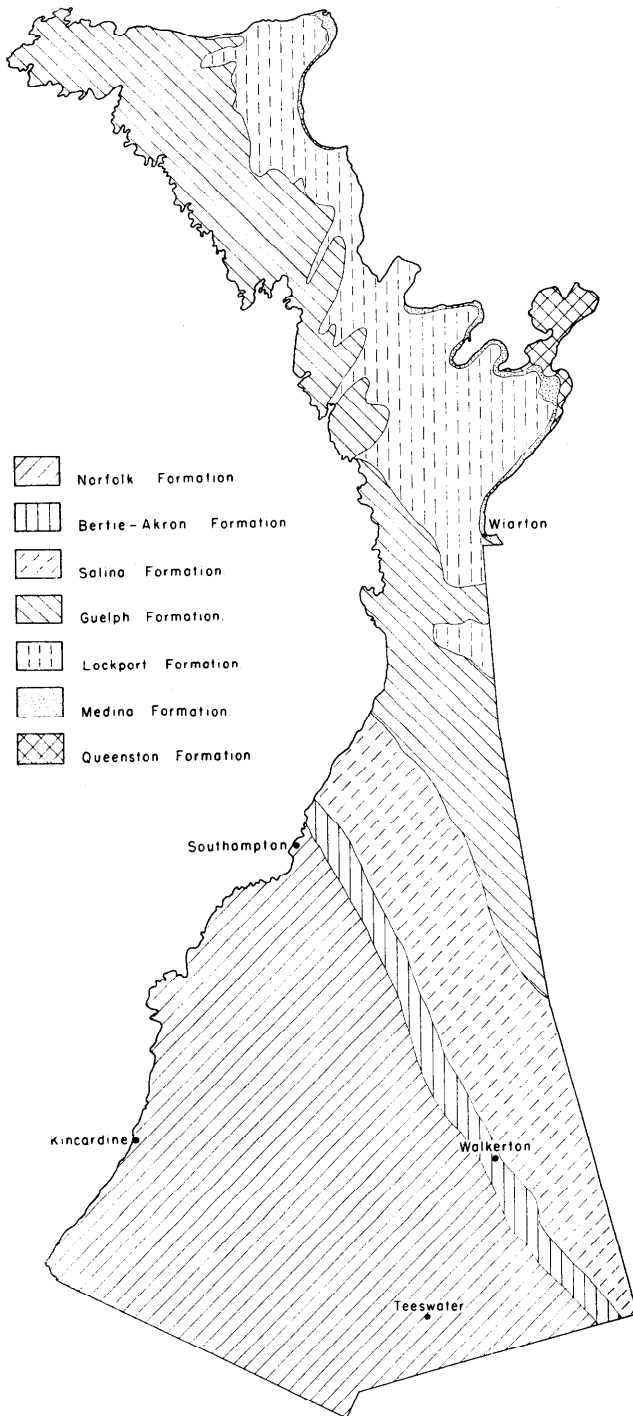 Norfolk Formation
Bertie-Akron Formation
Salina Formation.
Guelph Formation.
Lockport Formation.
Medina Formation.
Queenston Formation.
Wiarton
Southampton
Kincardine
Walkerton
Teeswater